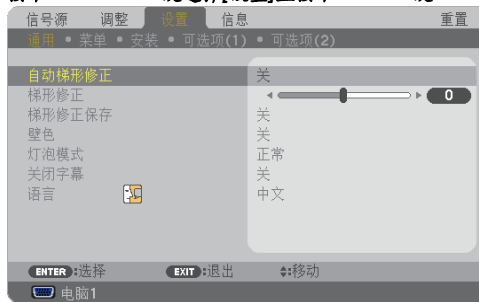 信号源 调整 设置 信息 重置
通用 • 菜单 • 安装 • 可选项(1) • 可选项(2)
自动梯形修正 关
梯形修正 0
梯形修正保存 关
壁色 关
灯泡模式 正常
关闭字幕 关
语言 中文
ENTER:选择 EXIT:退出 :移动
电脑1